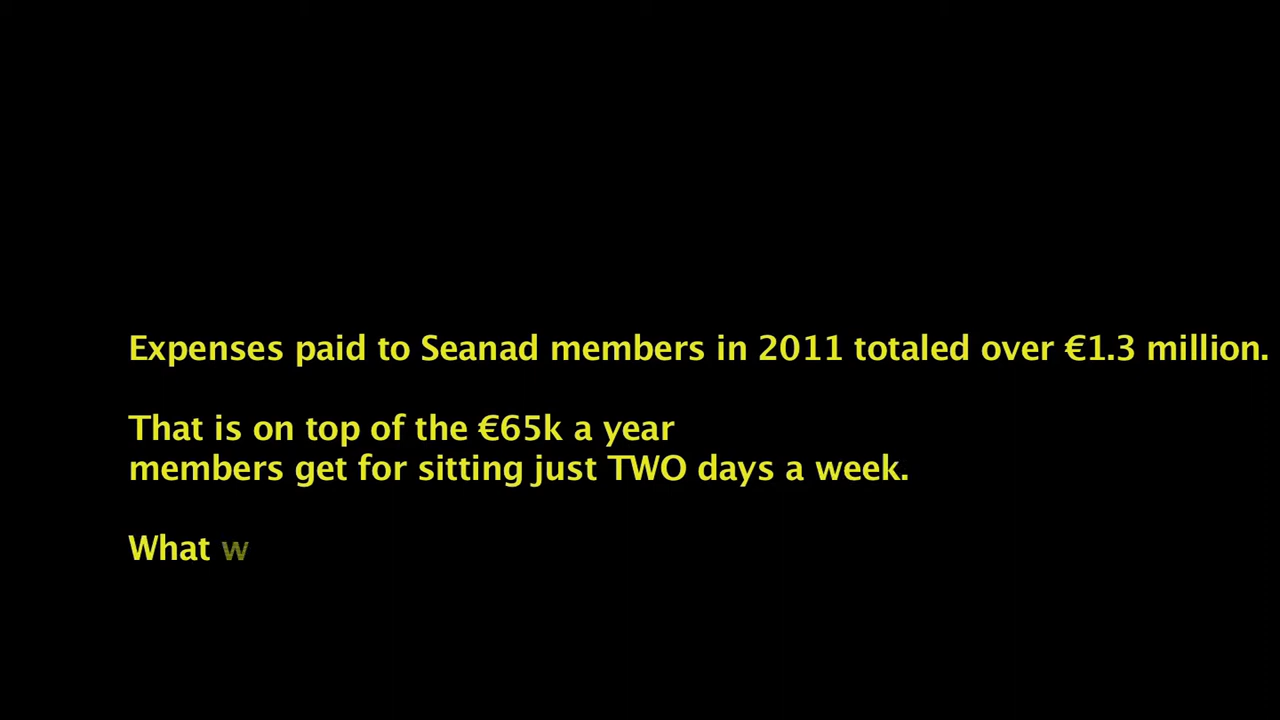 Expenses paid to Seanad members in 2011 totaled over €1.3 million.
That is on top of the €65k a year
members get for sitting just TWO days a week.
What w